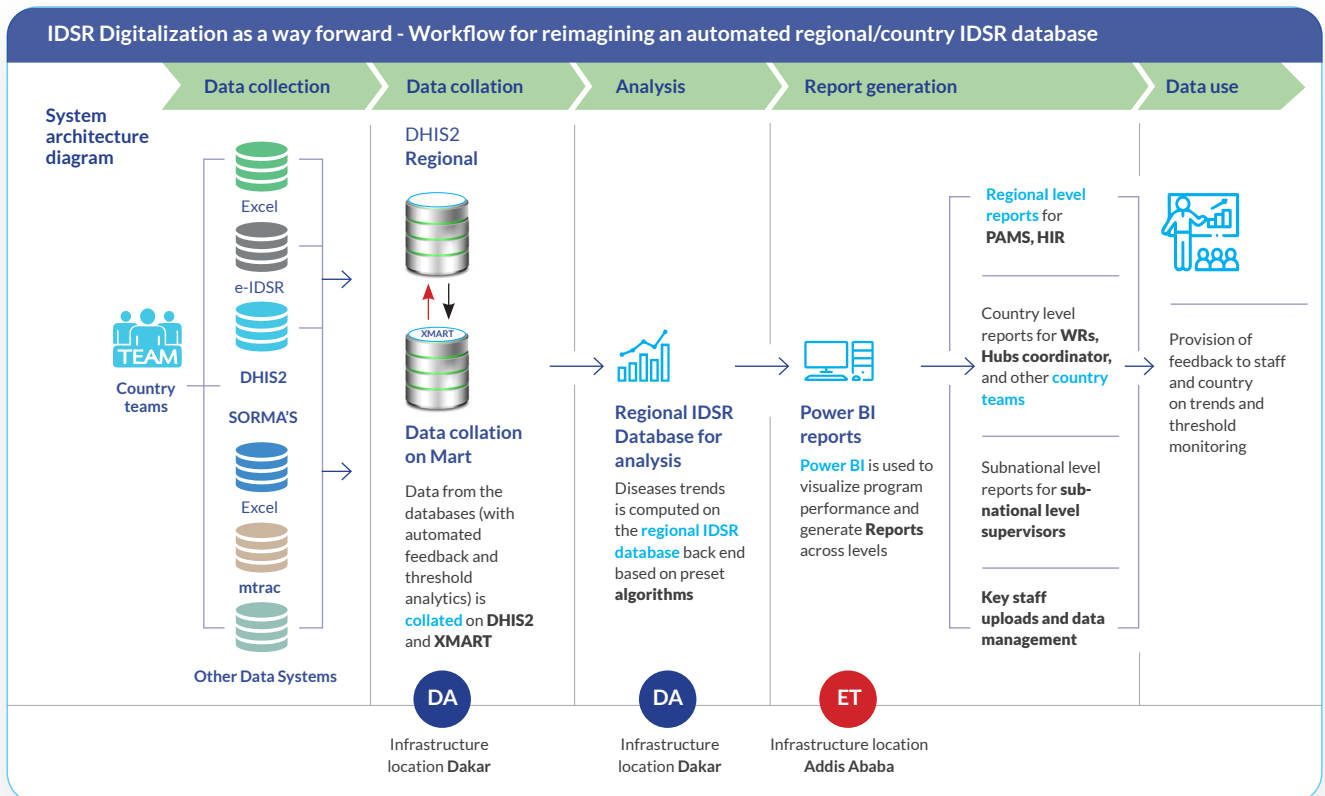 IDSR Digitalization as a way forward - Workflow for reimagining an automated regional/country IDSR database
Data collection
Data collation
Analysis
Report generation
Data use
System
architecture
diagram
Excel
e-IDSR
DHIS2
SORMA'S
Excel
mtrac
Other Data Systems
TEAM
Country
teams
DHIS2
Regional
XMART
Data collation
on Mart
Data from the
databases (with
automated
feedback and
threshold
analytics) is
collated on DHIS2
and XMART
DA
Infrastructure
location Dakar
Regional IDSR
Database for
analysis
Diseases trends
is computed on
the regional IDSR
database back end
based on preset
algorithms
DA
Infrastructure
location Dakar
Power BI
reports
Power BI is used to
visualize program
performance and
generate Reports
across levels
ET
Infrastructure location
Addis Ababa
Regional level
reports for
PAMS, HIR
Country level
reports for WRs,
Hubs coordinator,
and other country
teams
Subnational level
reports for sub-
national level
supervisors
Key staff
uploads and data
management
Provision of
feedback to staff
and country
on trends and
threshold
monitoring